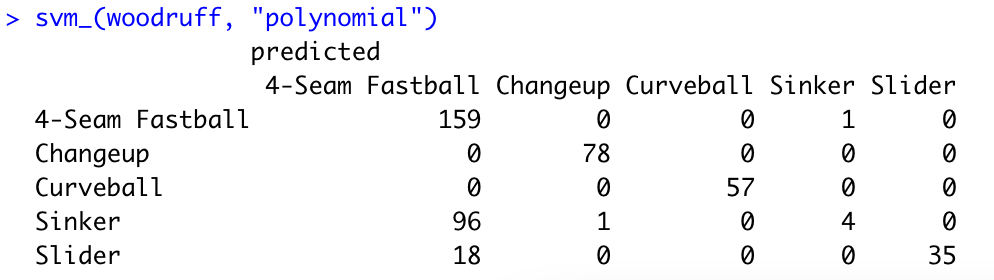 > svm_(woodruff, "polynomial")
predicted
4-Seam Fastball Changeup Curveball Sinker Slider
4-Seam Fastball 159 0 0 1 0
Changeup 0 78 0 0 0
Curveball 0 0 57 0 0
Sinker 96 1 0 4 0
Slider 18 0 0 0 35